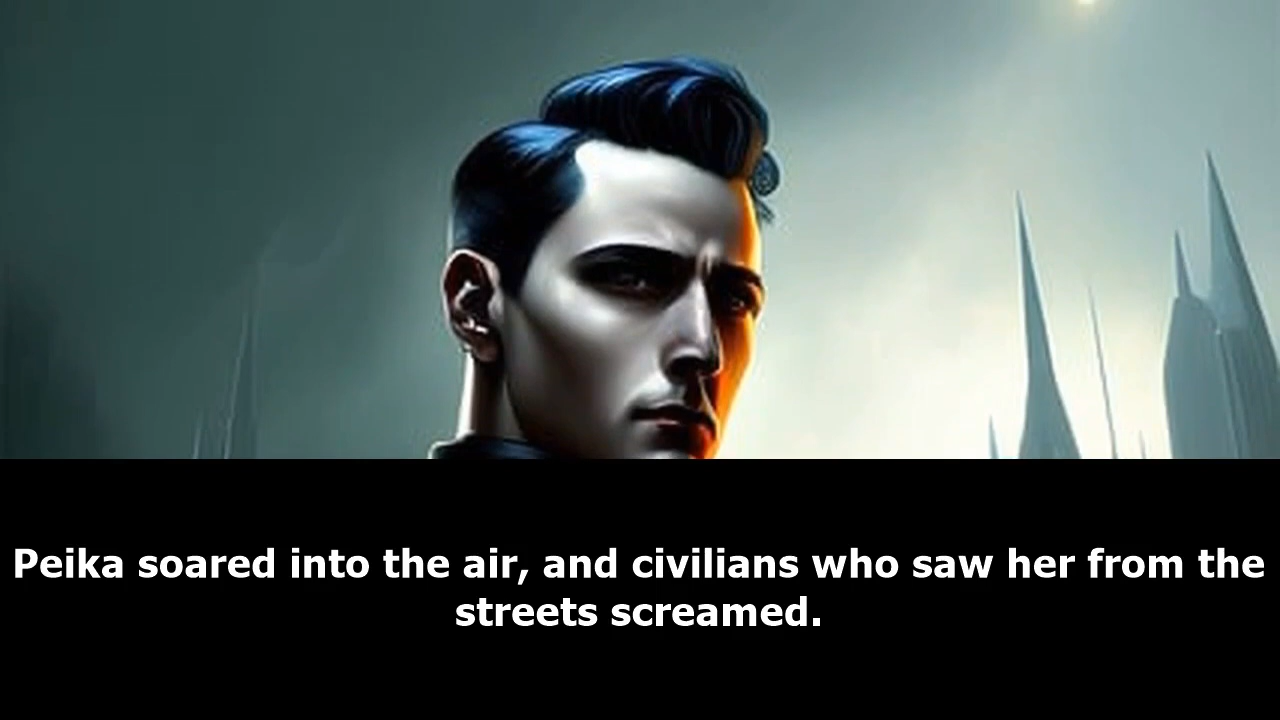 Peika soared into the air, and civilians who saw her from the
streets screamed.